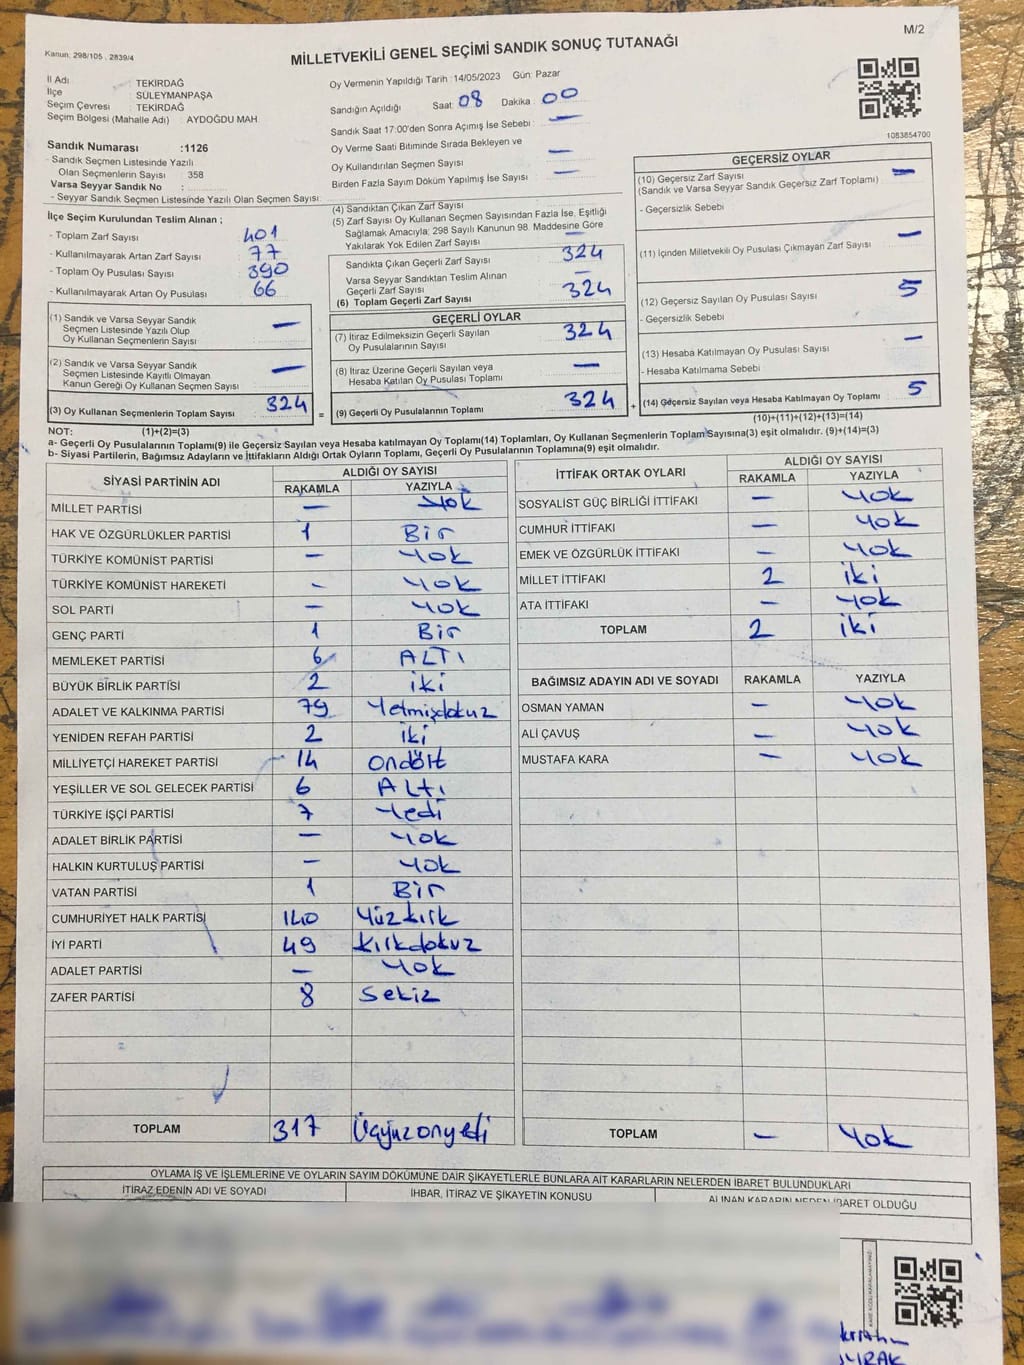 M/2
Kanun: 298/105 , 2839/4
MİLLETVEKİLİ GENEL SEÇİMİ SANDIK SONUÇ TUTANAĞI
İl Adı : TEKİRDAĞ
İlçe : SÜLEYMANPAŞA
Seçim Çevresi : TEKİRDAĞ
Seçim Bölgesi (Mahalle Adı) : AYDOĞDU MAH.
Oy Vermenin Yapıldığı Tarih : 14/05/2023 Gün: Pazar
Sandığın Açıldığı Saat: 08 Dakika : 00
Sandık Saat 17:00'den Sonra Açımış İse Sebebi : —
Oy Verme Saati Bitiminde Sırada Bekleyen ve
Oy Kullandırılan Seçmen Sayısı : —
Birden Fazla Sayım Döküm Yapılmış İse Sayısı : —
1083854700
Sandık Numarası :1126
- Sandık Seçmen Listesinde Yazılı
Olan Seçmenlerin Sayısı : 358
Varsa Seyyar Sandık No :
- Seyyar Sandık Seçmen Listesinde Yazılı Olan Seçmen Sayısı:
İlçe Seçim Kurulundan Teslim Alınan ;
- Toplam Zarf Sayısı : 401
- Kullanılmayarak Artan Zarf Sayısı : 77
- Toplam Oy Pusulası Sayısı : 390
- Kullanılmayarak Artan Oy Pusulası : 66
(1) Sandık ve Varsa Seyyar Sandık
Seçmen Listesinde Yazılı Olup
Oy Kullanan Seçmenlerin Sayısı : —
(2) Sandık ve Varsa Seyyar Sandık
Seçmen Listesinde Kayıtlı Olmayan
Kanun Gereği Oy Kullanan Seçmen Sayısı : —
(3) Oy Kullanan Seçmenlerin Toplam Sayısı : 324 =
(1)+(2)=(3)
(4) Sandıktan Çıkan Zarf Sayısı :
(5) Zarf Sayısı Oy Kullanan Seçmen Sayısından Fazla İse, Eşitliği
Sağlamak Amacıyla; 298 Sayılı Kanunun 98. Maddesine Göre
Yakılarak Yok Edilen Zarf Sayısı : —
Sandıkta Çıkan Geçerli Zarf Sayısı : 324
Varsa Seyyar Sandıktan Teslim Alınan
Geçerli Zarf Sayısı : —
(6) Toplam Geçerli Zarf Sayısı : 324
GEÇERLİ OYLAR
(7) İtiraz Edilmeksizin Geçerli Sayılan
Oy Pusulalarının Sayısı : 324
(8) İtiraz Üzerine Geçerli Sayılan veya
Hesaba Katılan Oy Pusulası Toplamı : —
(9) Geçerli Oy Pusulalarının Toplamı : 324 +
GEÇERSİZ OYLAR
(10) Geçersiz Zarf Sayısı : —
(Sandık ve Varsa Seyyar Sandık Geçersiz Zarf Toplamı)
- Geçersizlik Sebebi
(11) İçinden Milletvekili Oy Pusulası Çıkmayan Zarf Sayısı : —
(12) Geçersiz Sayılan Oy Pusulası Sayısı : 5
- Geçersizlik Sebebi
(13) Hesaba Katılmayan Oy Pusulası Sayısı : —
- Hesaba Katılmama Sebebi
(14) Geçersiz Sayılan veya Hesaba Katılmayan Oy Toplamı : 5
(10)+(11)+(12)+(13)=(14)
NOT:
a- Geçerli Oy Pusulalarının Toplamı(9) ile Geçersiz Sayılan veya Hesaba katılmayan Oy Toplamı(14) Toplamları, Oy Kullanan Seçmenlerin Toplam Sayısına(3) eşit olmalıdır. (9)+(14)=(3)
b- Siyasi Partilerin, Bağımsız Adayların ve İttifakların Aldığı Ortak Oyların Toplamı, Geçerli Oy Pusulalarının Toplamına(9) eşit olmalıdır.
SİYASİ PARTİNİN ADI ALDIĞI OY SAYISI
RAKAMLA YAZIYLA
MİLLET PARTİSİ — Yok
HAK VE ÖZGÜRLÜKLER PARTİSİ 1 Bir
TÜRKİYE KOMÜNİST PARTİSİ — Yok
TÜRKİYE KOMÜNİST HAREKETİ - Yok
SOL PARTİ — Yok
GENÇ PARTİ 1 Bir
MEMLEKET PARTİSİ 6 ALTI
BÜYÜK BİRLİK PARTİSİ 2 iki
ADALET VE KALKINMA PARTİSİ 79 Yetmişdokuz
YENİDEN REFAH PARTİSİ 2 iki
MİLLİYETÇİ HAREKET PARTİSİ 14 Ondört
YEŞİLLER VE SOL GELECEK PARTİSİ 6 Altı
TÜRKİYE İŞÇİ PARTİSİ 7 Yedi
ADALET BİRLİK PARTİSİ — Yok
HALKIN KURTULUŞ PARTİSİ — Yok
VATAN PARTİSİ 1 Bir
CUMHURİYET HALK PARTİSİ 140 Yüzkırk
İYİ PARTİ 49 kırkdokuz
ADALET PARTİSİ — Yok
ZAFER PARTİSİ 8 Sekiz
TOPLAM 317 Üçyüzonyedi
İTTİFAK ORTAK OYLARI ALDIĞI OY SAYISI
RAKAMLA YAZIYLA
SOSYALİST GÜÇ BİRLİĞİ İTTİFAKI — Yok
CUMHUR İTTİFAKI — Yok
EMEK VE ÖZGÜRLÜK İTTİFAKI — Yok
MİLLET İTTİFAKI 2 iki
ATA İTTİFAKI — Yok
TOPLAM 2 iki
BAĞIMSIZ ADAYIN ADI VE SOYADI RAKAMLA YAZIYLA
OSMAN YAMAN — Yok
ALİ ÇAVUŞ — Yok
MUSTAFA KARA — Yok
TOPLAM — Yok
OYLAMA İŞ VE İŞLEMLERİNE VE OYLARIN SAYIM DÖKÜMÜNE DAİR ŞİKAYETLERLE BUNLARA AİT KARARLARIN NELERDEN İBARET BULUNDUKLARI
İTİRAZ EDENİN ADI VE SOYADI İHBAR, İTİRAZ VE ŞİKAYETİN KONUSU ALINAN KARARIN NEDEN İBARET OLDUĞU